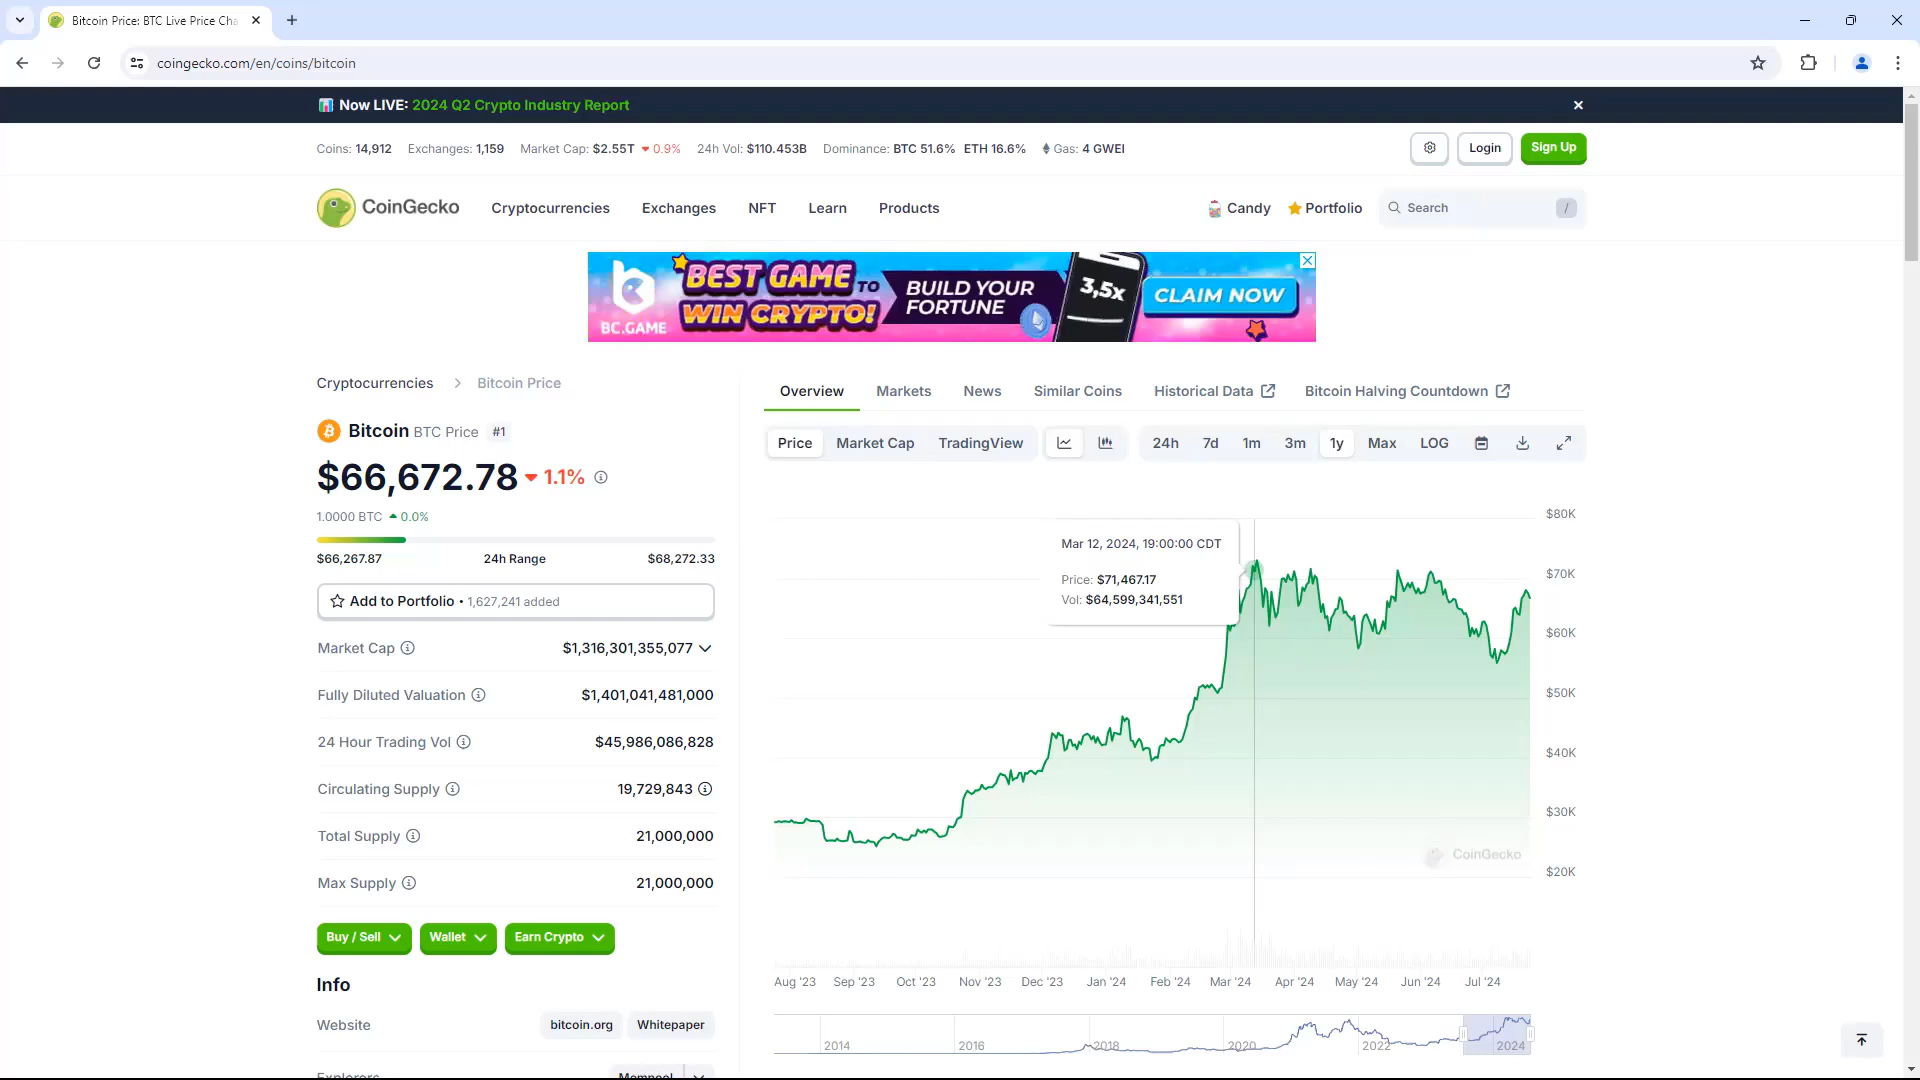 Bitcoin Price: BTC Live Price Cha
coingecko.com/en/coins/bitcoin
Now LIVE: 2024 Q2 Crypto Industry Report
Coins: 14,912 Exchanges: 1,159 Market Cap: $2.55T 0.9% 24h Vol: $110.453B Dominance: BTC 51.6% ETH 16.6% Gas: 4 GWEI
Login Sign Up
CoinGecko Cryptocurrencies Exchanges NFT Learn Products Candy Portfolio Search /
BC.GAME BEST GAME TO WIN CRYPTO! BUILD YOUR FORTUNE 3,5x CLAIM NOW
Cryptocurrencies Bitcoin Price
Overview Markets News Similar Coins Historical Data Bitcoin Halving Countdown
Bitcoin BTC Price #1
Price Market Cap TradingView 24h 7d 1m 3m 1y Max LOG
$66,672.78 1.1%
1.0000 BTC 0.0%
$66,267.87 24h Range $68,272.33
Add to Portfolio • 1,627,241 added
Market Cap $1,316,301,355,077
Fully Diluted Valuation $1,401,041,481,000
24 Hour Trading Vol $45,986,086,828
Circulating Supply 19,729,843
Total Supply 21,000,000
Max Supply 21,000,000
Buy / Sell Wallet Earn Crypto
Info
Website bitcoin.org Whitepaper
Explorers Mempool
Mar 12, 2024, 19:00:00 CDT
Price: $71,467.17
Vol: $64,599,341,551
$80K
$70K
$60K
$50K
$40K
$30K
$20K
CoinGecko
Aug '23 Sep '23 Oct '23 Nov '23 Dec '23 Jan '24 Feb '24 Mar '24 Apr '24 May '24 Jun '24 Jul '24
2014 2016 2018 2020 2022 2024